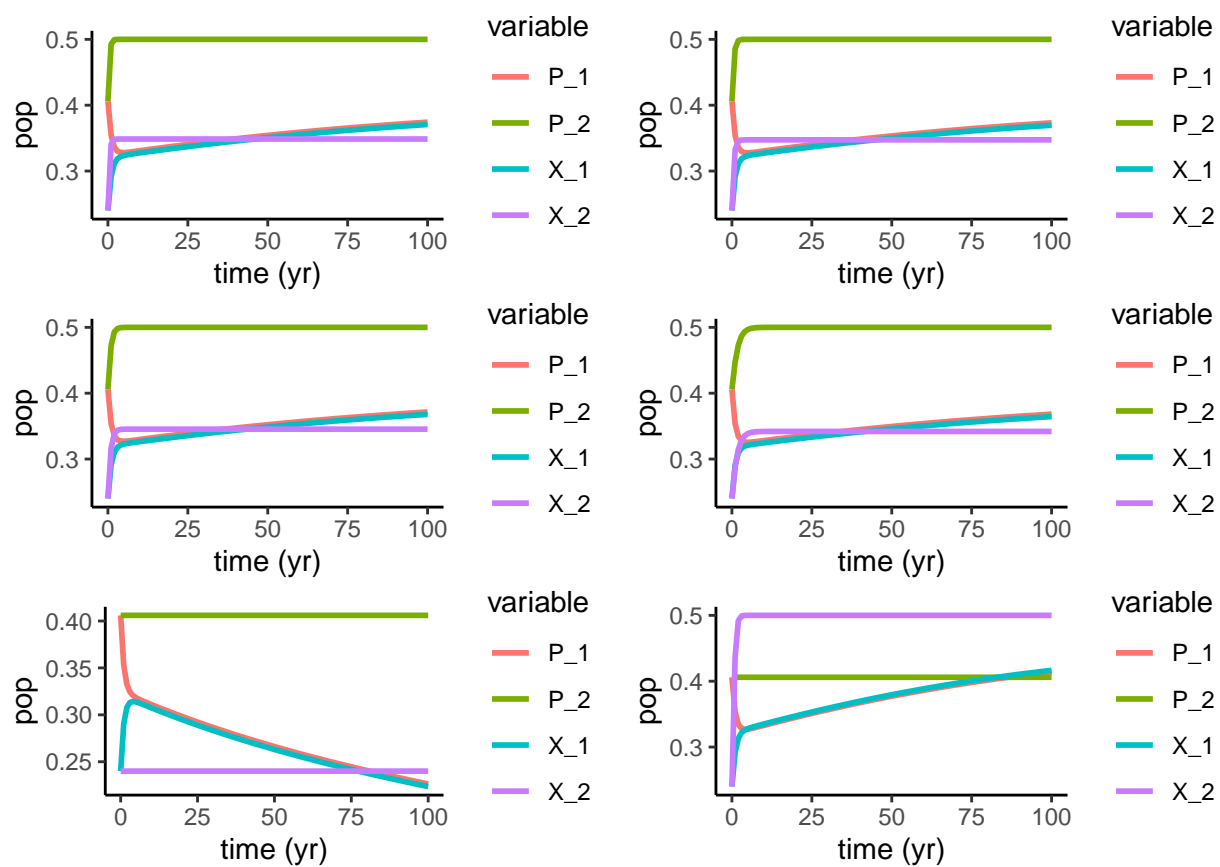 variable
pop
0.5
0.4
0.3
0 25 50 75 100
time (yr)
P_1
P_2
X_1
X_2
variable
pop
0.5
0.4
0.3
0 25 50 75 100
time (yr)
P_1
P_2
X_1
X_2
variable
pop
0.5
0.4
0.3
0 25 50 75 100
time (yr)
P_1
P_2
X_1
X_2
variable
pop
0.5
0.4
0.3
0 25 50 75 100
time (yr)
P_1
P_2
X_1
X_2
variable
pop
0.40
0.35
0.30
0.25
0 25 50 75 100
time (yr)
P_1
P_2
X_1
X_2
variable
pop
0.5
0.4
0.3
0 25 50 75 100
time (yr)
P_1
P_2
X_1
X_2